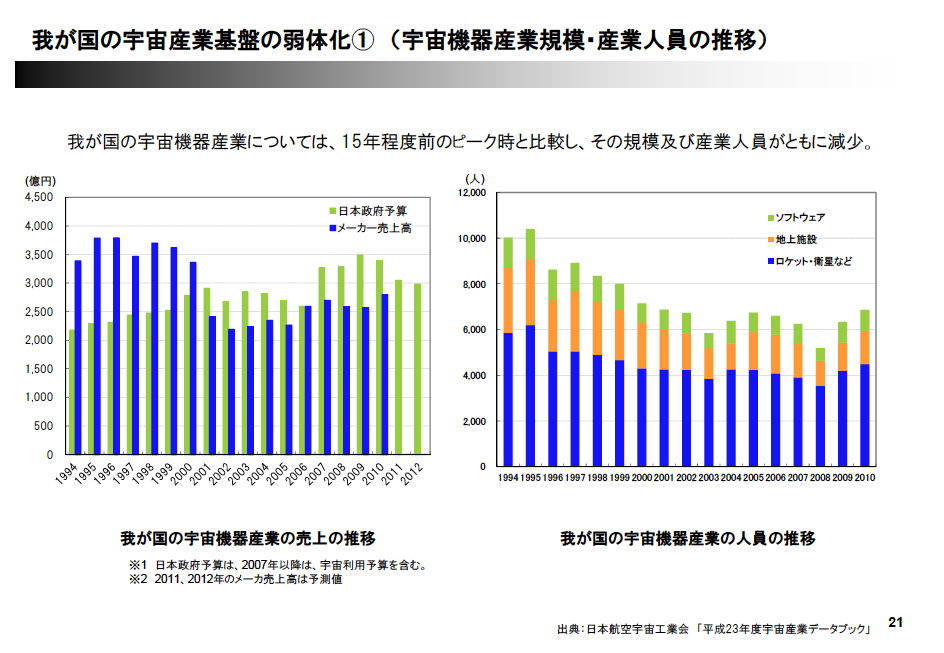 我が国の宇宙産業基盤の弱体化①（宇宙機器産業規模・産業人員の推移）
我が国の宇宙機器産業については、15年程度前のピーク時と比較し、その規模及び産業人員がともに減少。
(億円)
4,500
4,000
3,500
3,000
2,500
2,000
1,500
1,000
500
0
日本政府予算
メーカー売上高
1994 1995 1996 1997 1998 1999 2000 2001 2002 2003 2004 2005 2006 2007 2008 2009 2010 2011 2012
我が国の宇宙機器産業の売上の推移
※1 日本政府予算は、2007年以降は、宇宙利用予算を含む。
※2 2011、2012年のメーカ売上高は予測値
(人)
12,000
10,000
8,000
6,000
4,000
2,000
0
ソフトウェア
地上施設
ロケット・衛星など
1994 1995 1996 1997 1998 1999 2000 2001 2002 2003 2004 2005 2006 2007 2008 2009 2010
我が国の宇宙機器産業の人員の推移
出典：日本航空宇宙工業会 「平成23年度宇宙産業データブック」
21